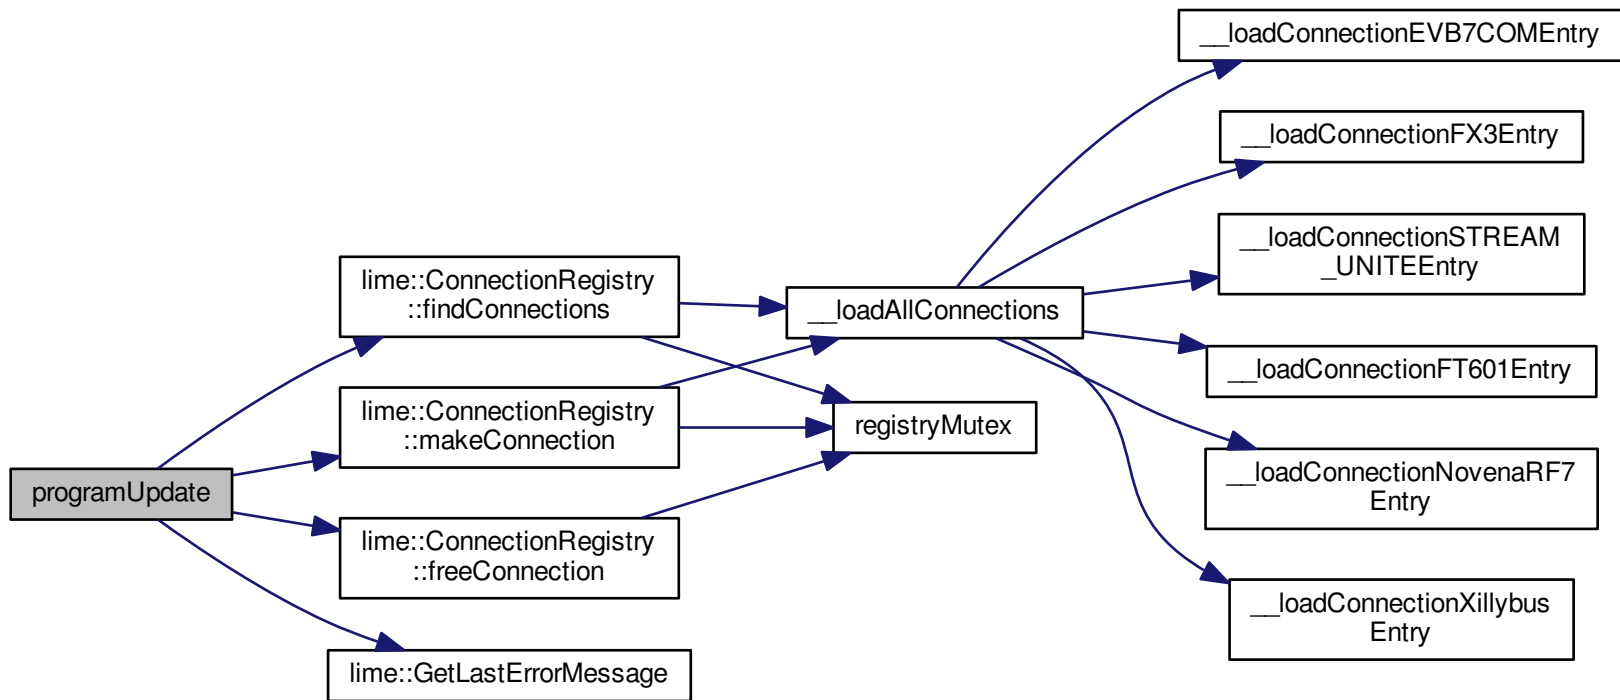 programUpdate
lime::ConnectionRegistry
::findConnections
lime::ConnectionRegistry
::makeConnection
lime::ConnectionRegistry
::freeConnection
lime::GetLastErrorMessage
__loadAllConnections
registryMutex
__loadConnectionEVB7COMEntry
__loadConnectionFX3Entry
__loadConnectionSTREAM
_UNITEEntry
__loadConnectionFT601Entry
__loadConnectionNovenaRF7
Entry
__loadConnectionXillybus
Entry